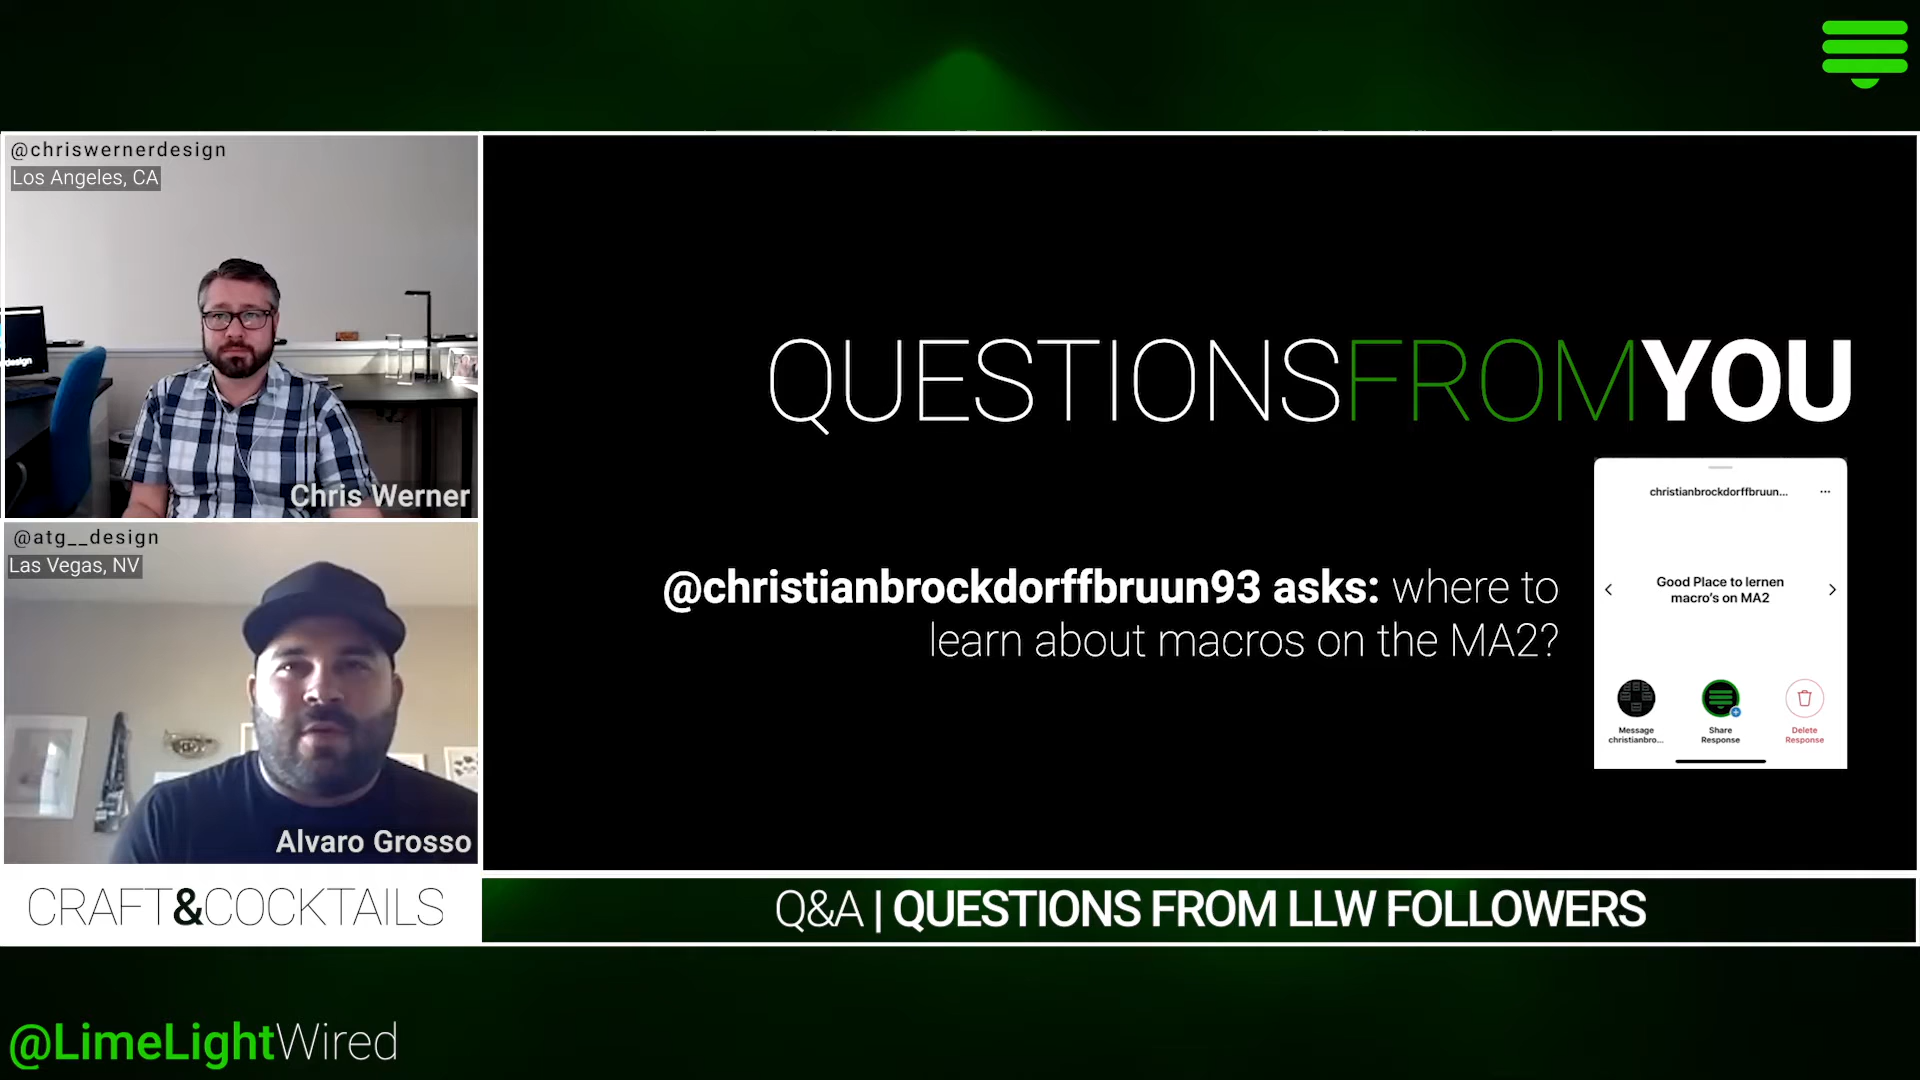 @chriswernerdesign
Los Angeles, CA
design
Chris Werner
@atg__design
Las Vegas, NV
Alvaro Grosso
CRAFT&COCKTAILS
QUESTIONSFROMYOU
@christianbrockdorffbruun93 asks: where to
learn about macros on the MA2?
christianbrockdorffbruun...
Good Place to lernen
macro's on MA2
Message
christianbro...
Share
Response
Delete
Response
Q&A | QUESTIONS FROM LLW FOLLOWERS
@LimeLightWired